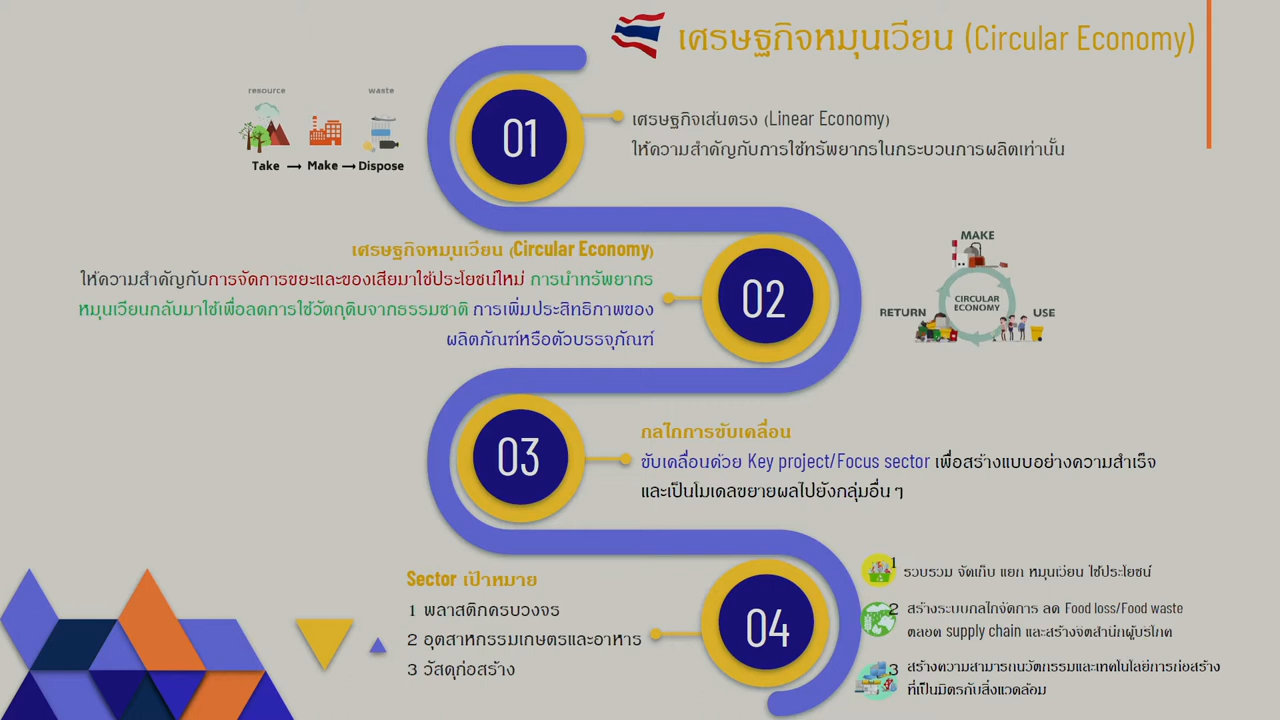 เศรษฐกิจหมุนเวียน (Circular Economy)
resource
waste
Take → Make → Dispose
01
เศรษฐกิจเส้นตรง (Linear Economy)
ให้ความสำคัญกับการใช้ทรัพยากรในกระบวนการผลิตเท่านั้น
เศรษฐกิจหมุนเวียน (Circular Economy)
ให้ความสำคัญกับการจัดการขยะและของเสียมาใช้ประโยชน์ใหม่ การนำทรัพยากร
หมุนเวียนกลับมาใช้เพื่อลดการใช้วัตถุดิบจากธรรมชาติ การเพิ่มประสิทธิภาพของ
ผลิตภัณฑ์หรือตัวบรรจุภัณฑ์
02
MAKE
CIRCULAR
ECONOMY
RETURN
USE
03
กลไกการขับเคลื่อน
ขับเคลื่อนด้วย Key project/Focus sector เพื่อสร้างแบบอย่างความสำเร็จ
และเป็นโมเดลขยายผลไปยังกลุ่มอื่น ๆ
Sector เป้าหมาย
1 พลาสติกครบวงจร
2 อุตสาหกรรมเกษตรและอาหาร
3 วัสดุก่อสร้าง
04
1 รวบรวม จัดเก็บ แยก หมุนเวียน ใช้ประโยชน์
2 สร้างระบบกลไกจัดการ ลด Food loss/Food waste
ตลอด supply chain และสร้างจิตสำนึกผู้บริโภค
3 สร้างความสามารถนวัตกรรมและเทคโนโลยีการก่อสร้าง
ที่เป็นมิตรกับสิ่งแวดล้อม